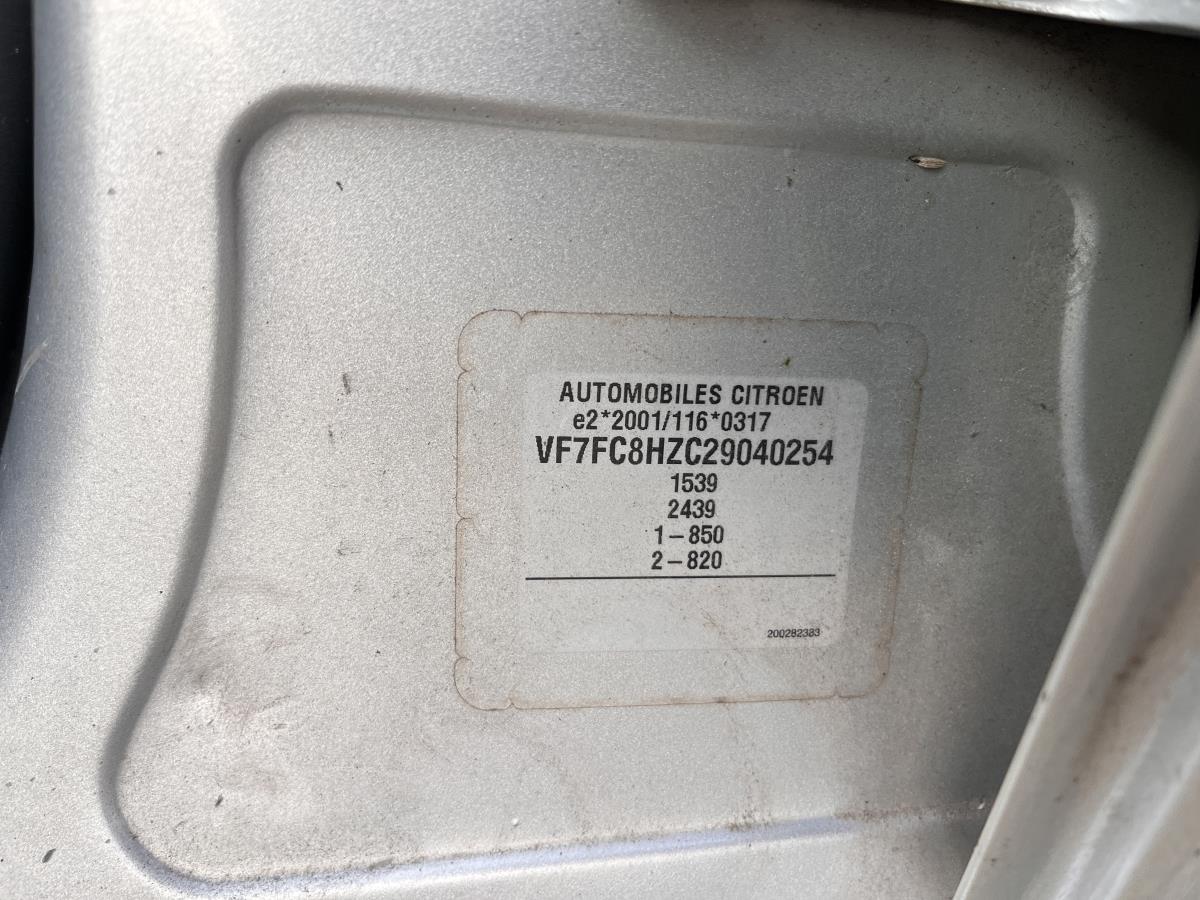 AUTOMOBILES CITROEN
e2*2001/116*0317
VF7FC8HZC29040254
1539
2439
1–850
2–820
200282383